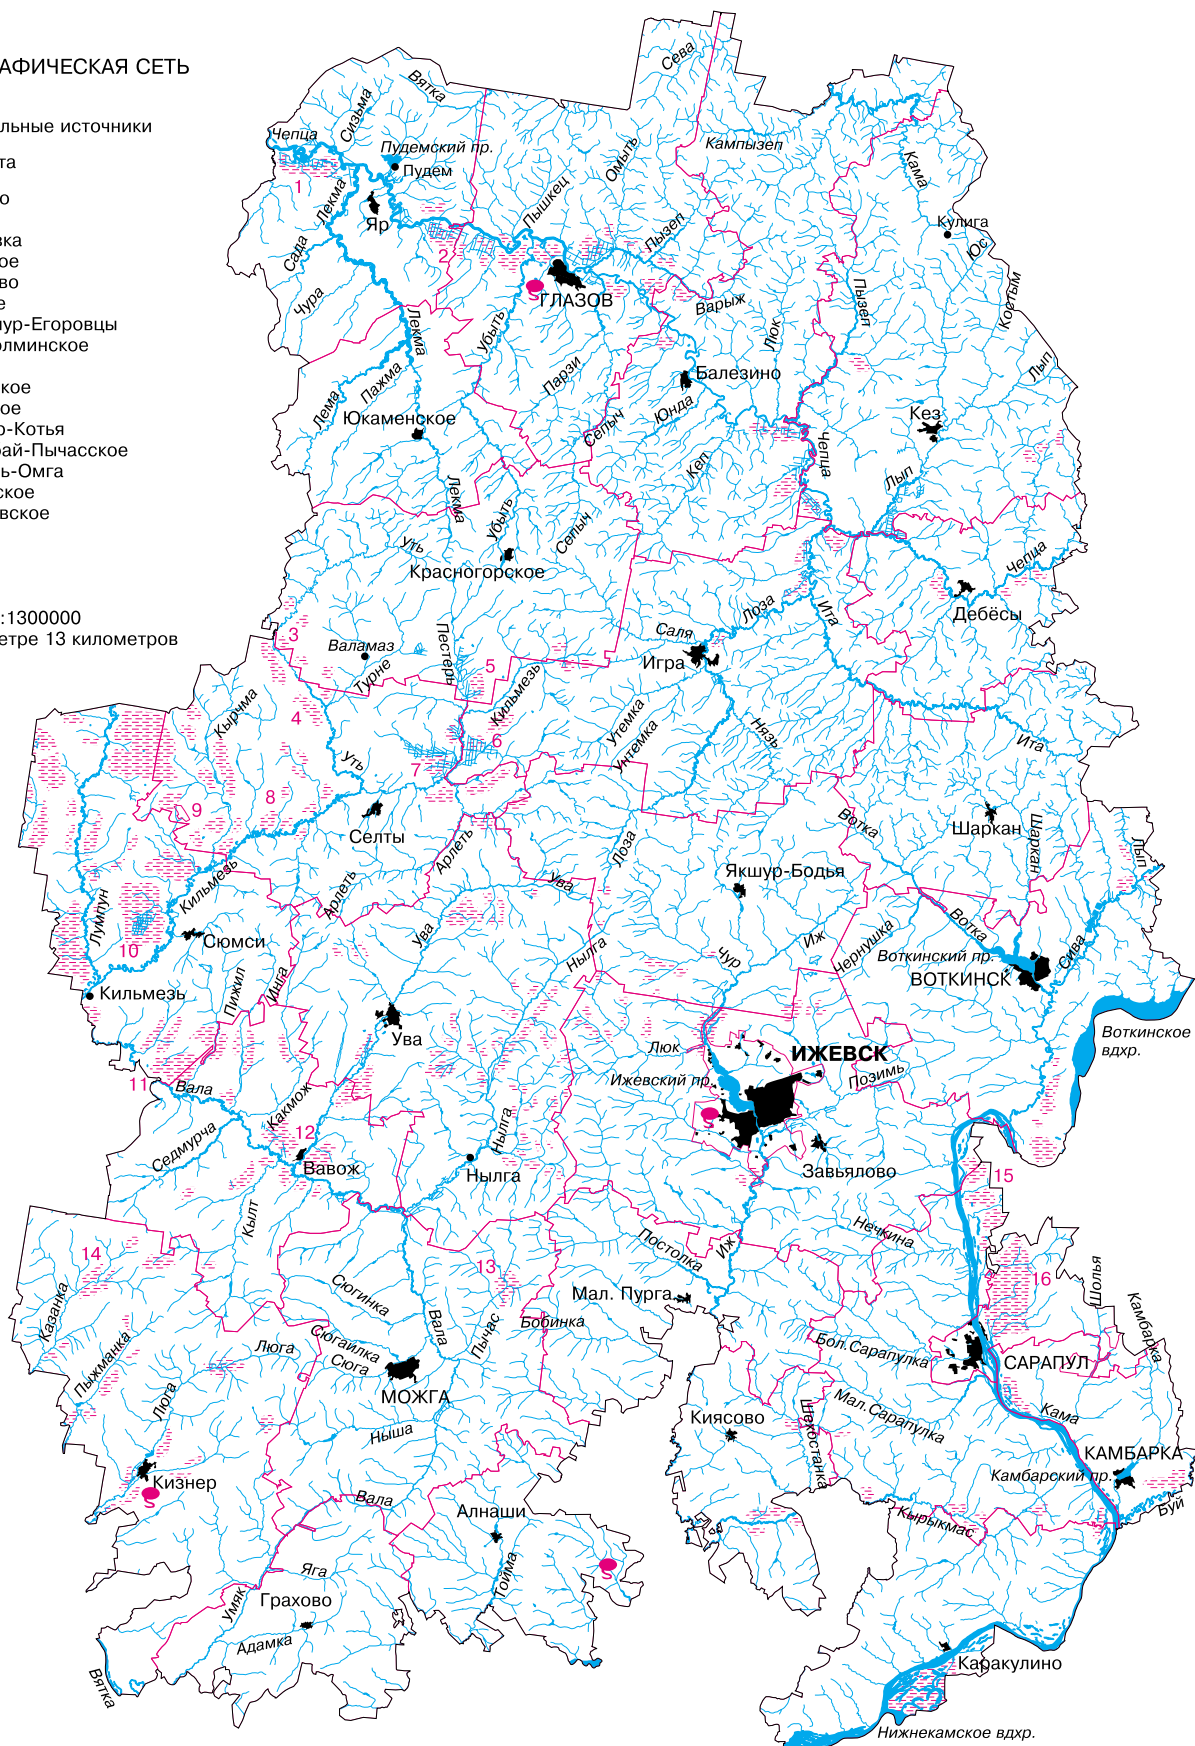 АФИЧЕСКАЯ СЕТЬ
льные источники
та
о
вка
ое
во
е
ур-Егоровцы
олминское
ское
ое
р-Котья
рай-Пычасское
ь-Омга
ское
вское
:1300000
етре 13 километров
Сева
Вятка
Сизьма
Чепца
Пудемский пр.
Пудем
Кампызеп
Омыть
Кама
1
Лекма
Яр
Пышкец
Кулига
Юс
Сада
2
Пызеп
Чура
ГЛАЗОВ
Варыж
Пызеп
Костым
Лекма
Убыть
Люк
Парзи
Балезино
Лып
Лема
Пажма
Юкаменское
Сепыч
Юнда
Кез
Чепца
Кеп
Лып
Лекма
Убыть
Сепыч
Уть
Красногорское
Чепца
Лоза
Ита
Дебёсы
3
Валамаз
Турне
Пестерь
Саля
Игра
5
Кильмезь
Кырчма
4
Утемка
Унтемка
Нязь
6
Ита
Уть
7
9
8
Селты
Вотка
Шаркан
Шаркан
Арлеть
Лоза
Лып
Кильмезь
Арлеть
Ува
Якшур-Бодья
Лумпун
10
Сюмси
Ува
Нылга
Чур
Иж
Чернушка
Вотка
Воткинский пр.
ВОТКИНСК
Сива
Кильмезь
Пижил
Инга
Ува
Люк
ИЖЕВСК
Воткинское
вдхр.
11
Вала
Какмож
Ижевский пр.
Позимь
Седмурча
12
Вавож
Нылга
Нылга
Завьялово
15
Кылт
14
13
Постолка
Иж
Нечкина
16
Казанка
Сюгинка
Мал. Пурга
Шолья
Камбарка
Пыжманка
Люга
Сюгаилка
Сюга
Вала
Пычас
Бобинка
Бол.Сарапулка
САРАПУЛ
Люга
МОЖГА
Ныша
Киясово
Шехостанка
Мал.Сарапулка
Кама
КАМБАРКА
Камбарский пр.
Кизнер
Вала
Алнаши
Кырыкмас
Буй
Яга
Тойма
Умяк
Грахово
Адамка
Вятка
Каракулино
Нижнекамское вдхр.